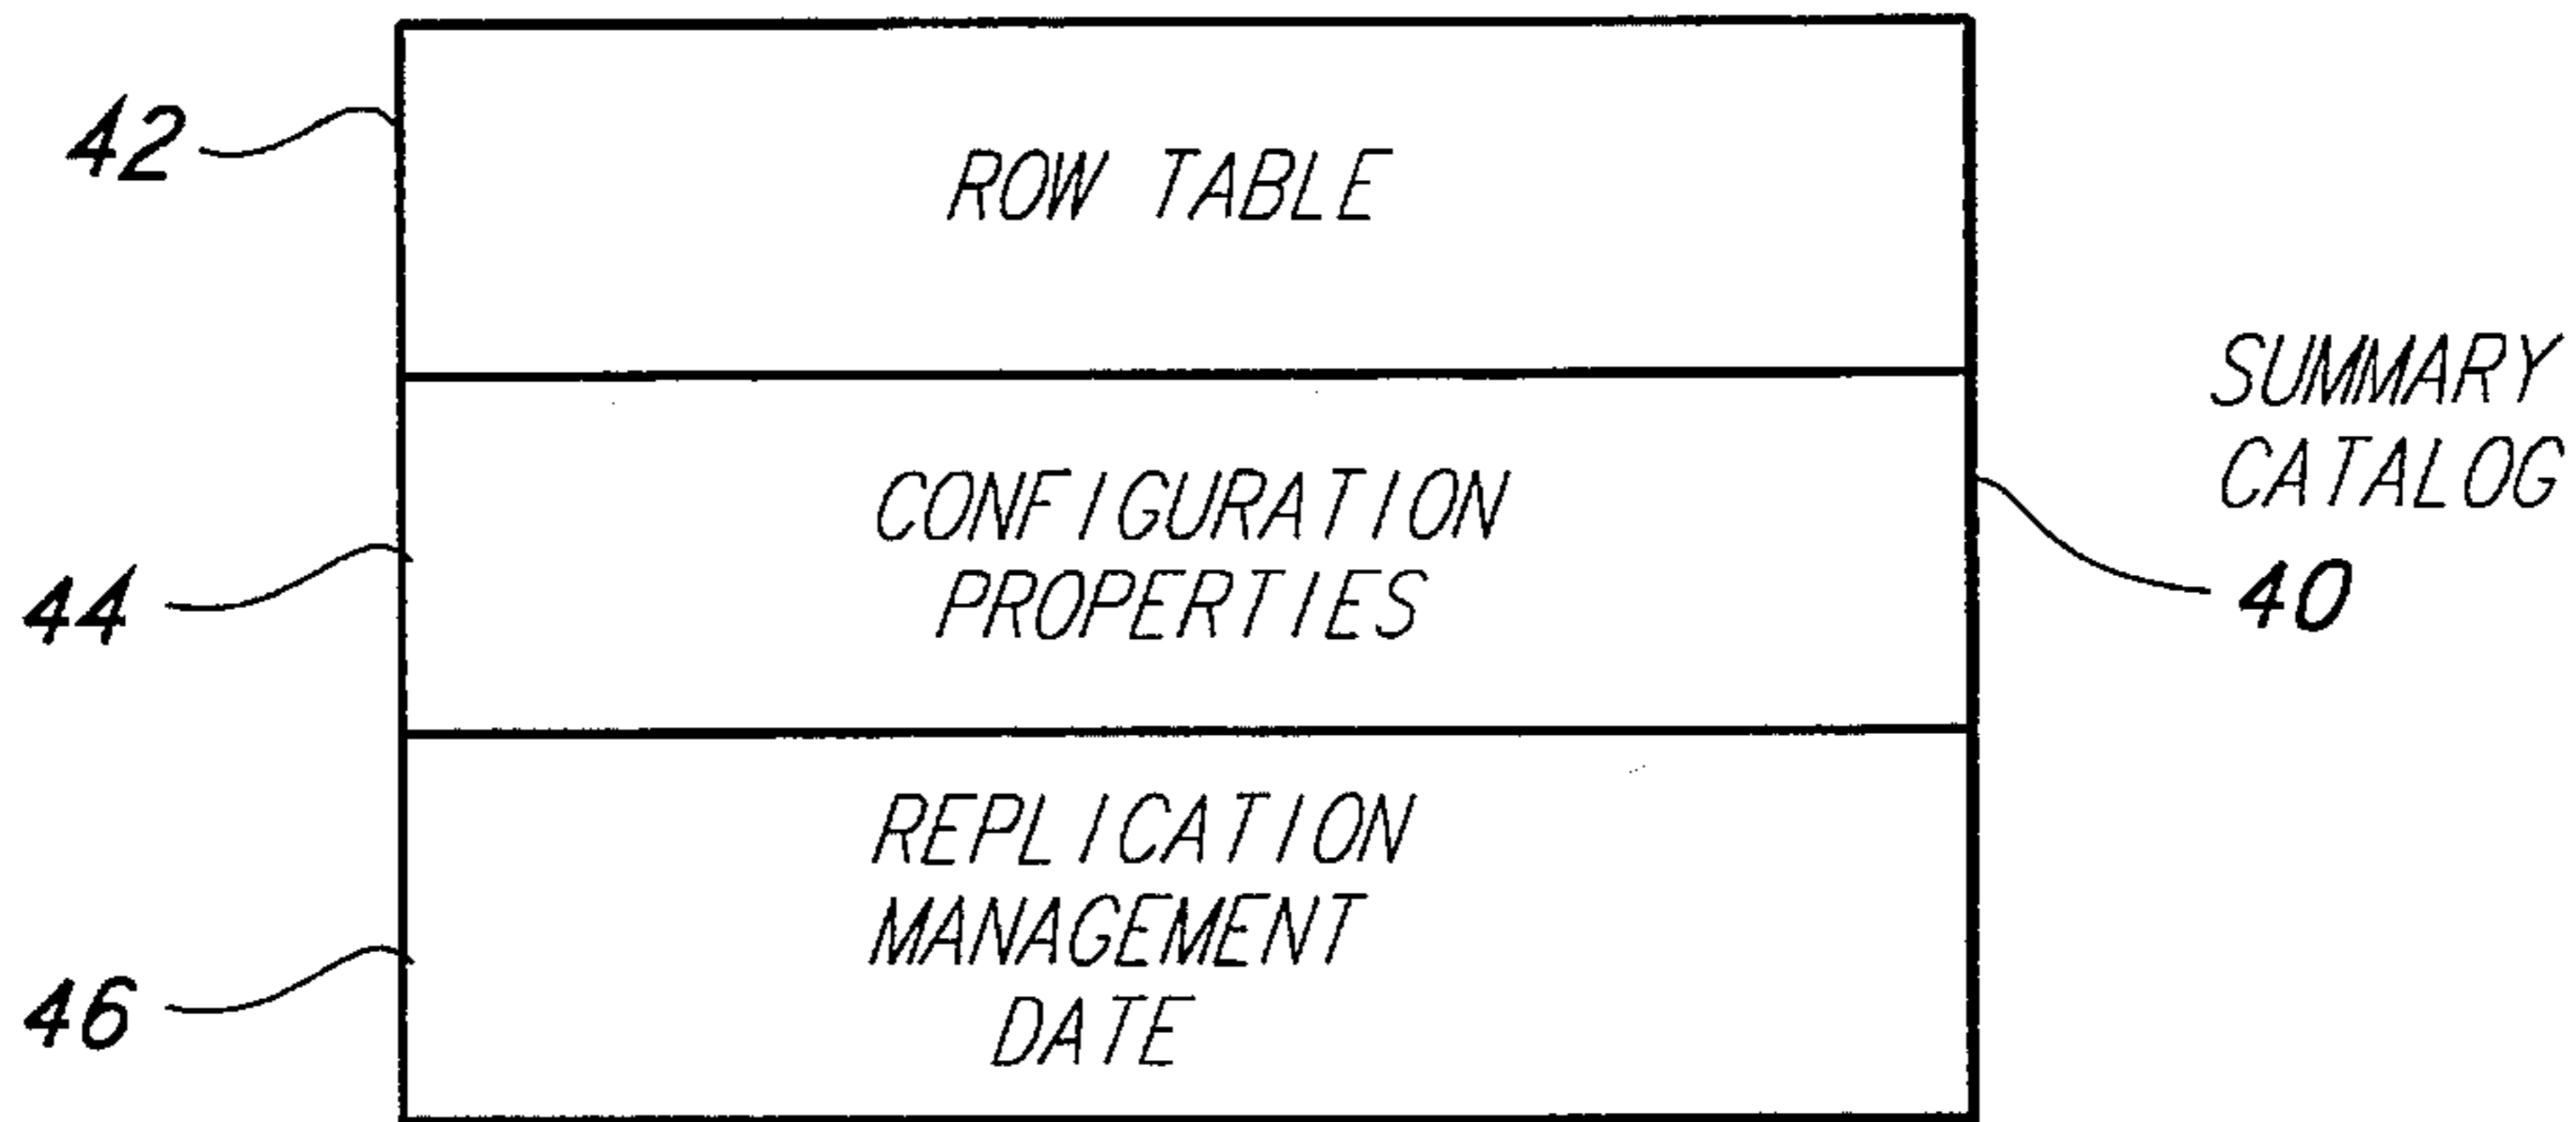 42
ROW TABLE
SUMMARY
CATALOG
40
44
CONFIGURATION
PROPERTIES
46
REPLICATION
MANAGEMENT
DATE